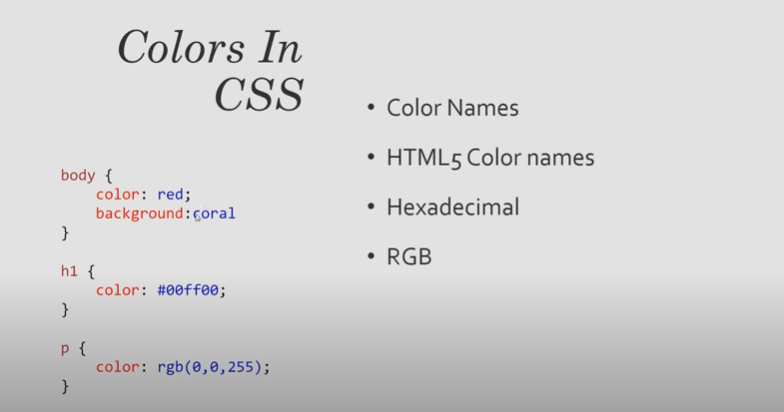 Colors In
CSS
body {
    color: red;
    background:coral
}
h1 {
    color: #00ff00;
}
p {
    color: rgb(0,0,255);
}
• Color Names
• HTML5 Color names
• Hexadecimal
• RGB